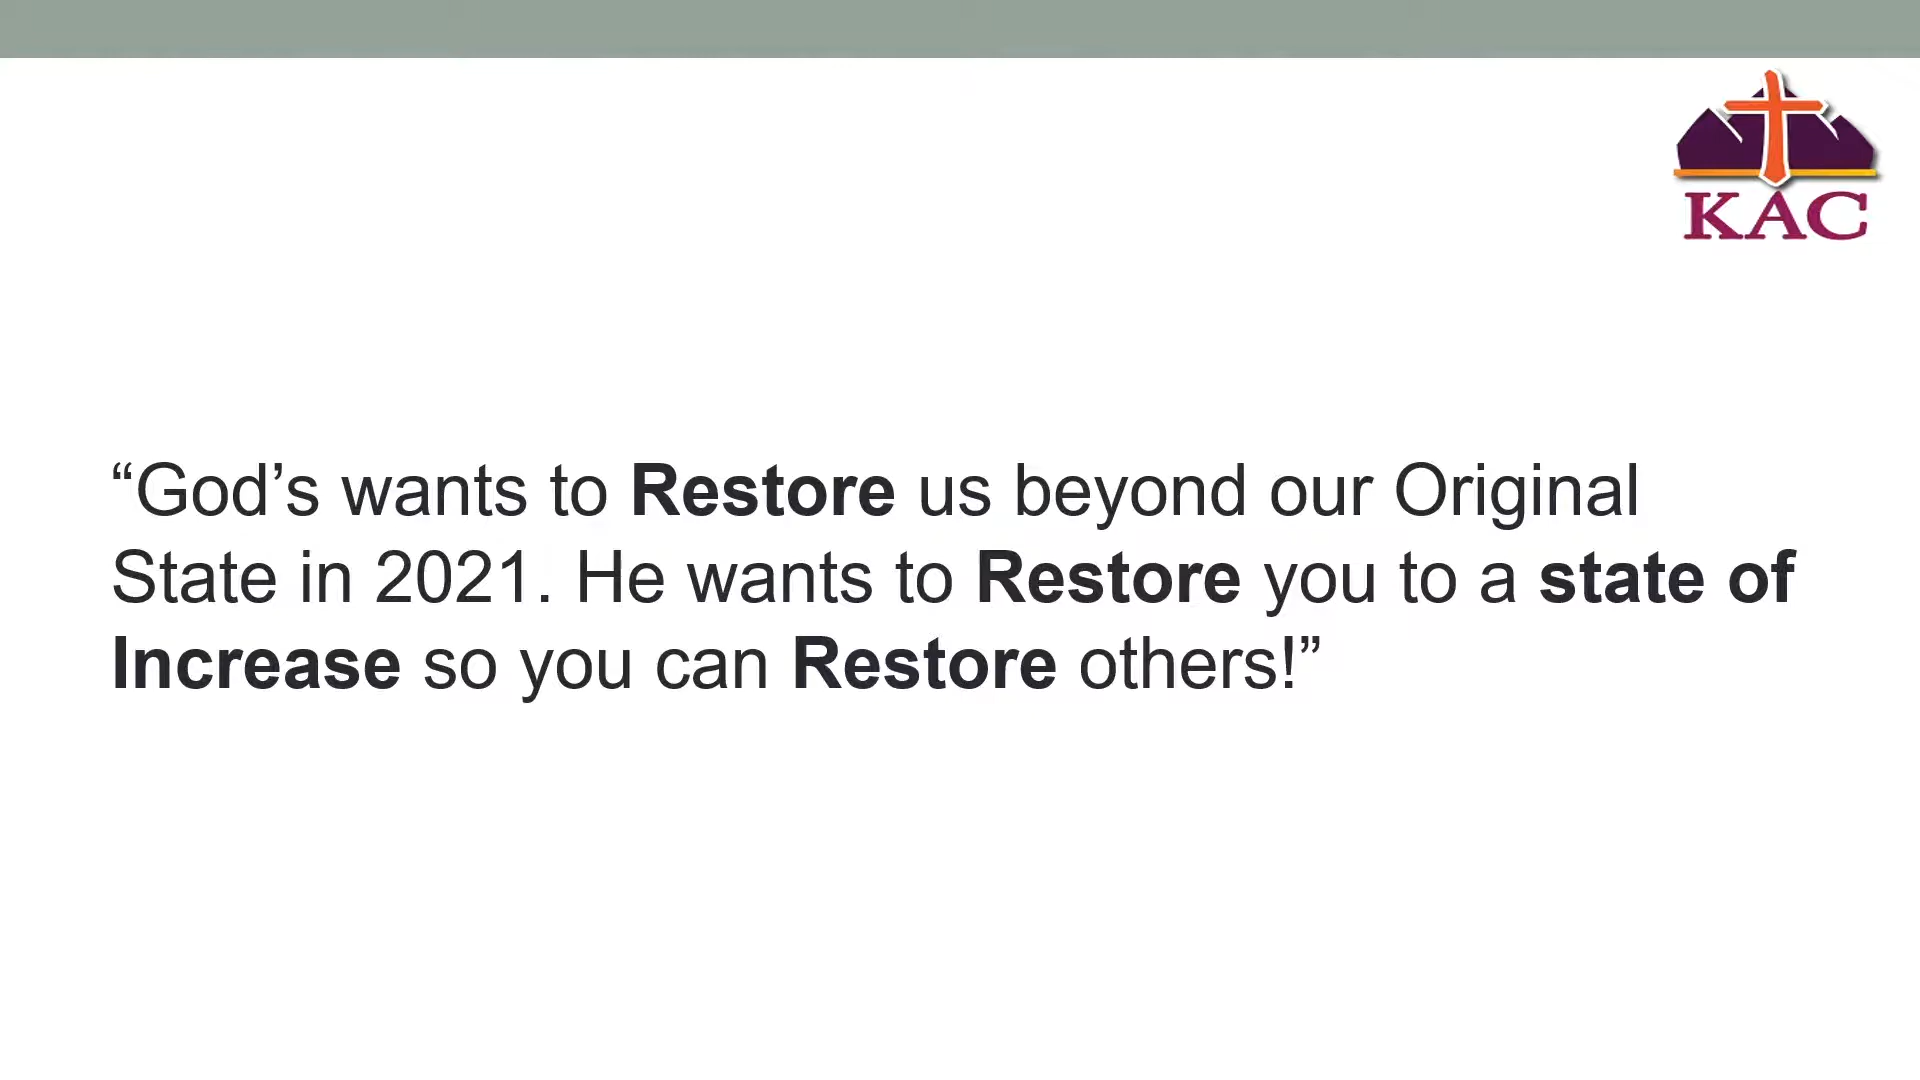 KAC
“God’s wants to Restore us beyond our Original
State in 2021. He wants to Restore you to a state of
Increase so you can Restore others!”